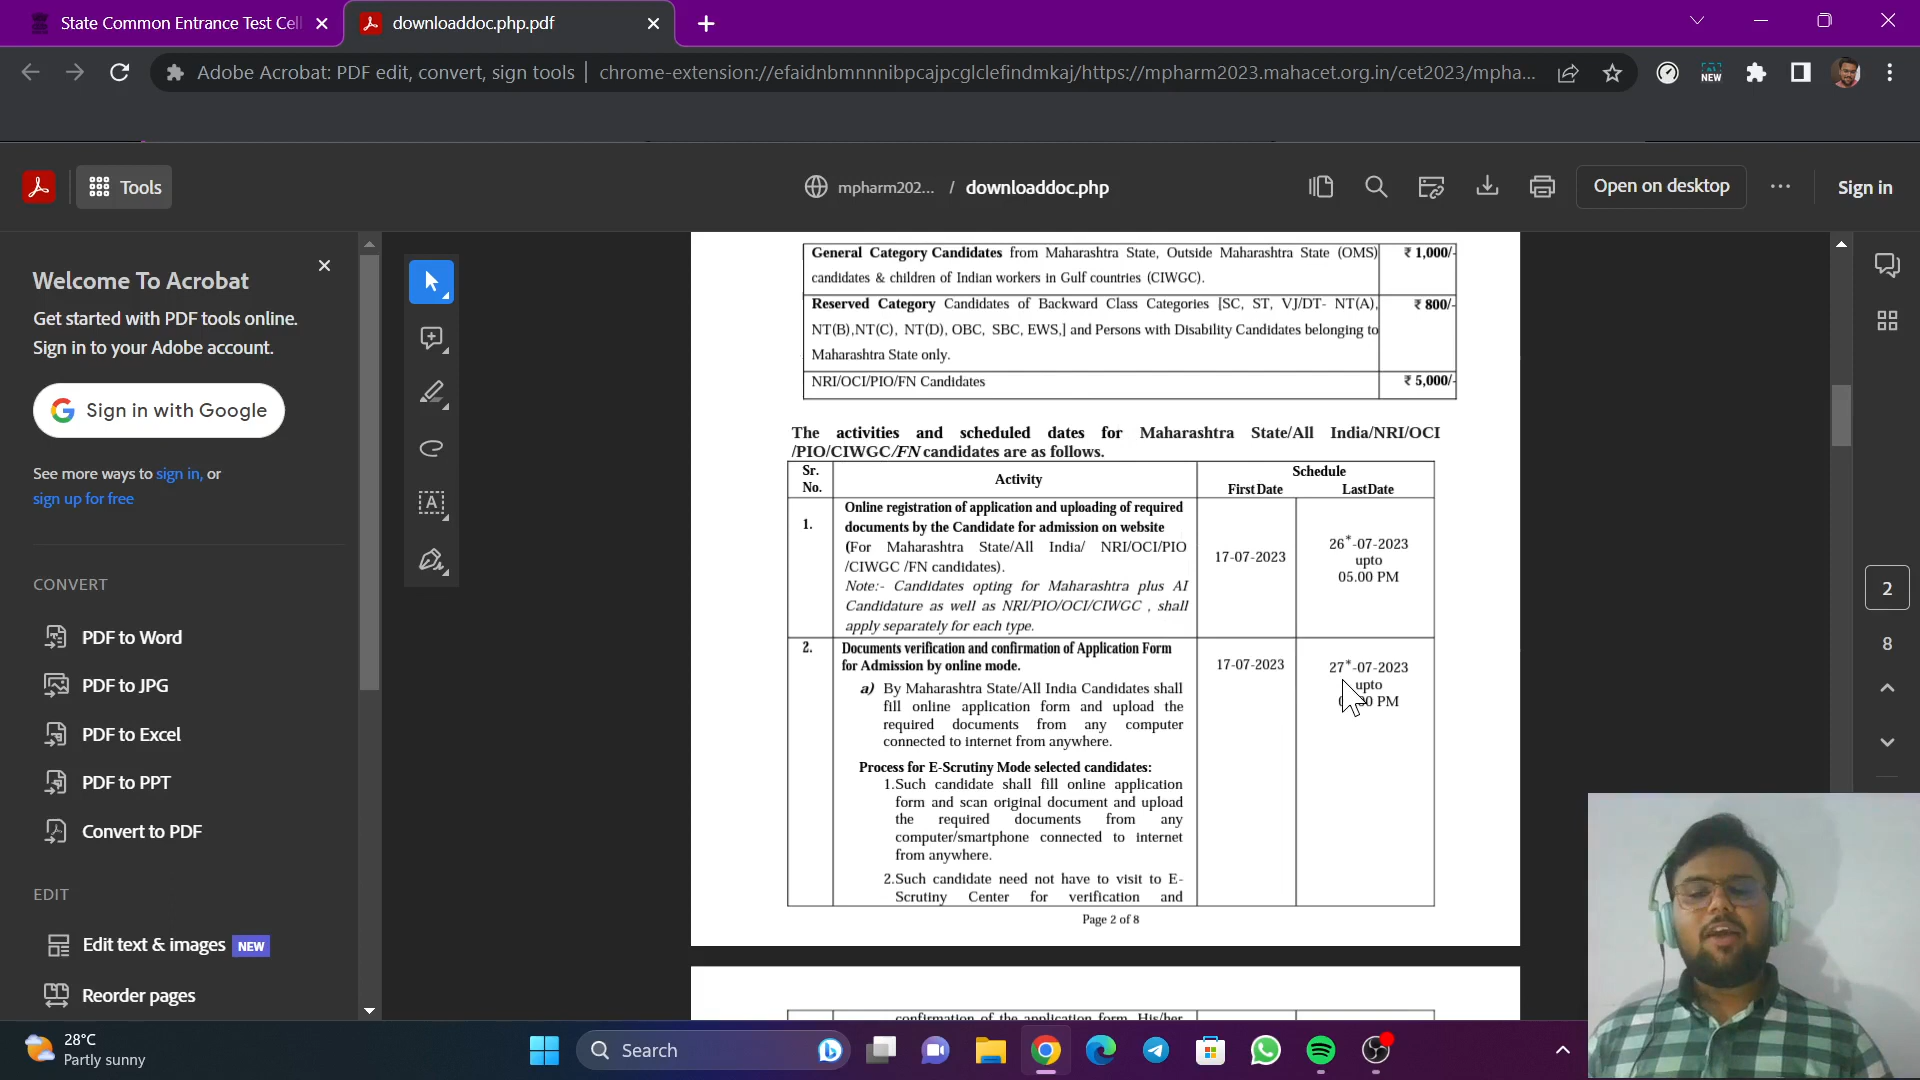 State Common Entrance Test Cell
downloaddoc.php.pdf
Adobe Acrobat: PDF edit, convert, sign tools
chrome-extension://efaidnbmnnnibpcajpcglclefindmkaj/https://mpharm2023.mahacet.org.in/cet2023/mpha...
NEW
Tools
mpharm202... / downloaddoc.php
Open on desktop
Sign in
Welcome To Acrobat
Get started with PDF tools online.
Sign in to your Adobe account.
Sign in with Google
See more ways to sign in, or
sign up for free
CONVERT
PDF to Word
PDF to JPG
PDF to Excel
PDF to PPT
Convert to PDF
EDIT
Edit text & images NEW
Reorder pages
General Category Candidates from Maharashtra State, Outside Maharashtra State (OMS)
candidates & children of Indian workers in Gulf countries (CIWGC).
₹ 1,000/-
Reserved Category Candidates of Backward Class Categories [SC, ST, VJ/DT- NT(A),
NT(B),NT(C), NT(D), OBC, SBC, EWS,] and Persons with Disability Candidates belonging to
Maharashtra State only.
₹ 800/-
NRI/OCI/PIO/FN Candidates
₹ 5,000/-
The activities and scheduled dates for Maharashtra State/All India/NRI/OCI
/PIO/CIWGC/FN candidates are as follows.
Sr.
No.
Activity
Schedule
First Date
Last Date
1.
Online registration of application and uploading of required
documents by the Candidate for admission on website
(For Maharashtra State/All India/ NRI/OCI/PIO
/CIWGC /FN candidates).
Note:- Candidates opting for Maharashtra plus AI
Candidature as well as NRI/PIO/OCI/CIWGC , shall
apply separately for each type.
17-07-2023
26*-07-2023
upto
05.00 PM
2.
Documents verification and confirmation of Application Form
for Admission by online mode.
a) By Maharashtra State/All India Candidates shall
fill online application form and upload the
required documents from any computer
connected to internet from anywhere.
Process for E-Scrutiny Mode selected candidates:
1.Such candidate shall fill online application
form and scan original document and upload
the required documents from any
computer/smartphone connected to internet
from anywhere.
2.Such candidate need not have to visit to E-
Scrutiny Center for verification and
17-07-2023
27*-07-2023
upto
PM
Page 2 of 8
confirmation of the application form. His/her
2
8
28°C
Partly sunny
Search